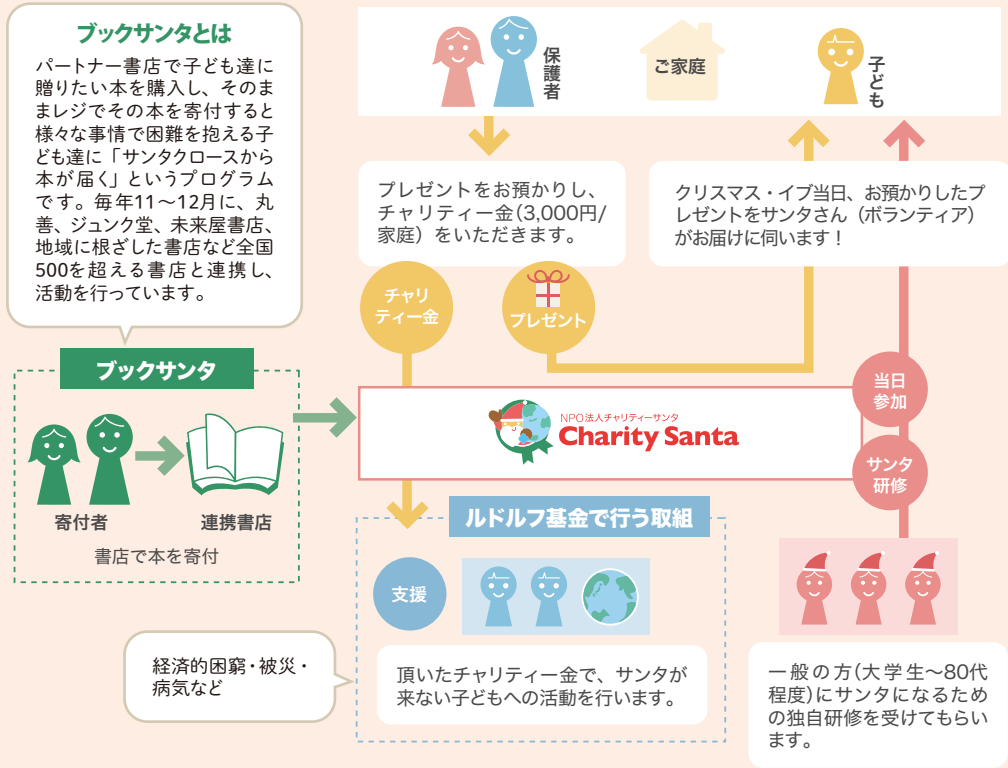 ブックサンタとは
パートナー書店で子ども達に
贈りたい本を購入し、そのま
まレジでその本を寄付すると
様々な事情で困難を抱える子
ども達に「サンタクロースから
本が届く」というプログラム
です。毎年11〜12月に、丸
善、ジュンク堂、未来屋書店、
地域に根ざした書店など全国
500を超える書店と連携し、
活動を行っています。
ブックサンタ
寄付者
連携書店
書店で本を寄付
保護者
ご家庭
子ども
プレゼントをお預かりし、
チャリティー金(3,000円/
家庭）をいただきます。
クリスマス・イブ当日、お預かりしたプ
レゼントをサンタさん（ボランティア）
がお届けに伺います！
チャリ
ティー金
プレゼント
NPO法人チャリティーサンタ
Charity Santa
当日
参加
サンタ
研修
ルドルフ基金で行う取組
支援
頂いたチャリティー金で、サンタが
来ない子どもへの活動を行います。
経済的困窮・被災・
病気など
一般の方(大学生〜80代
程度)にサンタになるため
の独自研修を受けてもらい
ます。